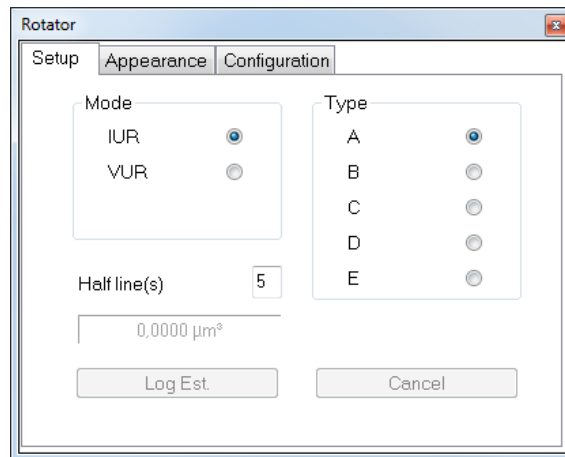 Rotator
Setup Appearance Configuration
Mode
IUR
VUR
Type
A
B
C
D
E
Half line(s) 5
0,0000 µm³
Log Est. Cancel